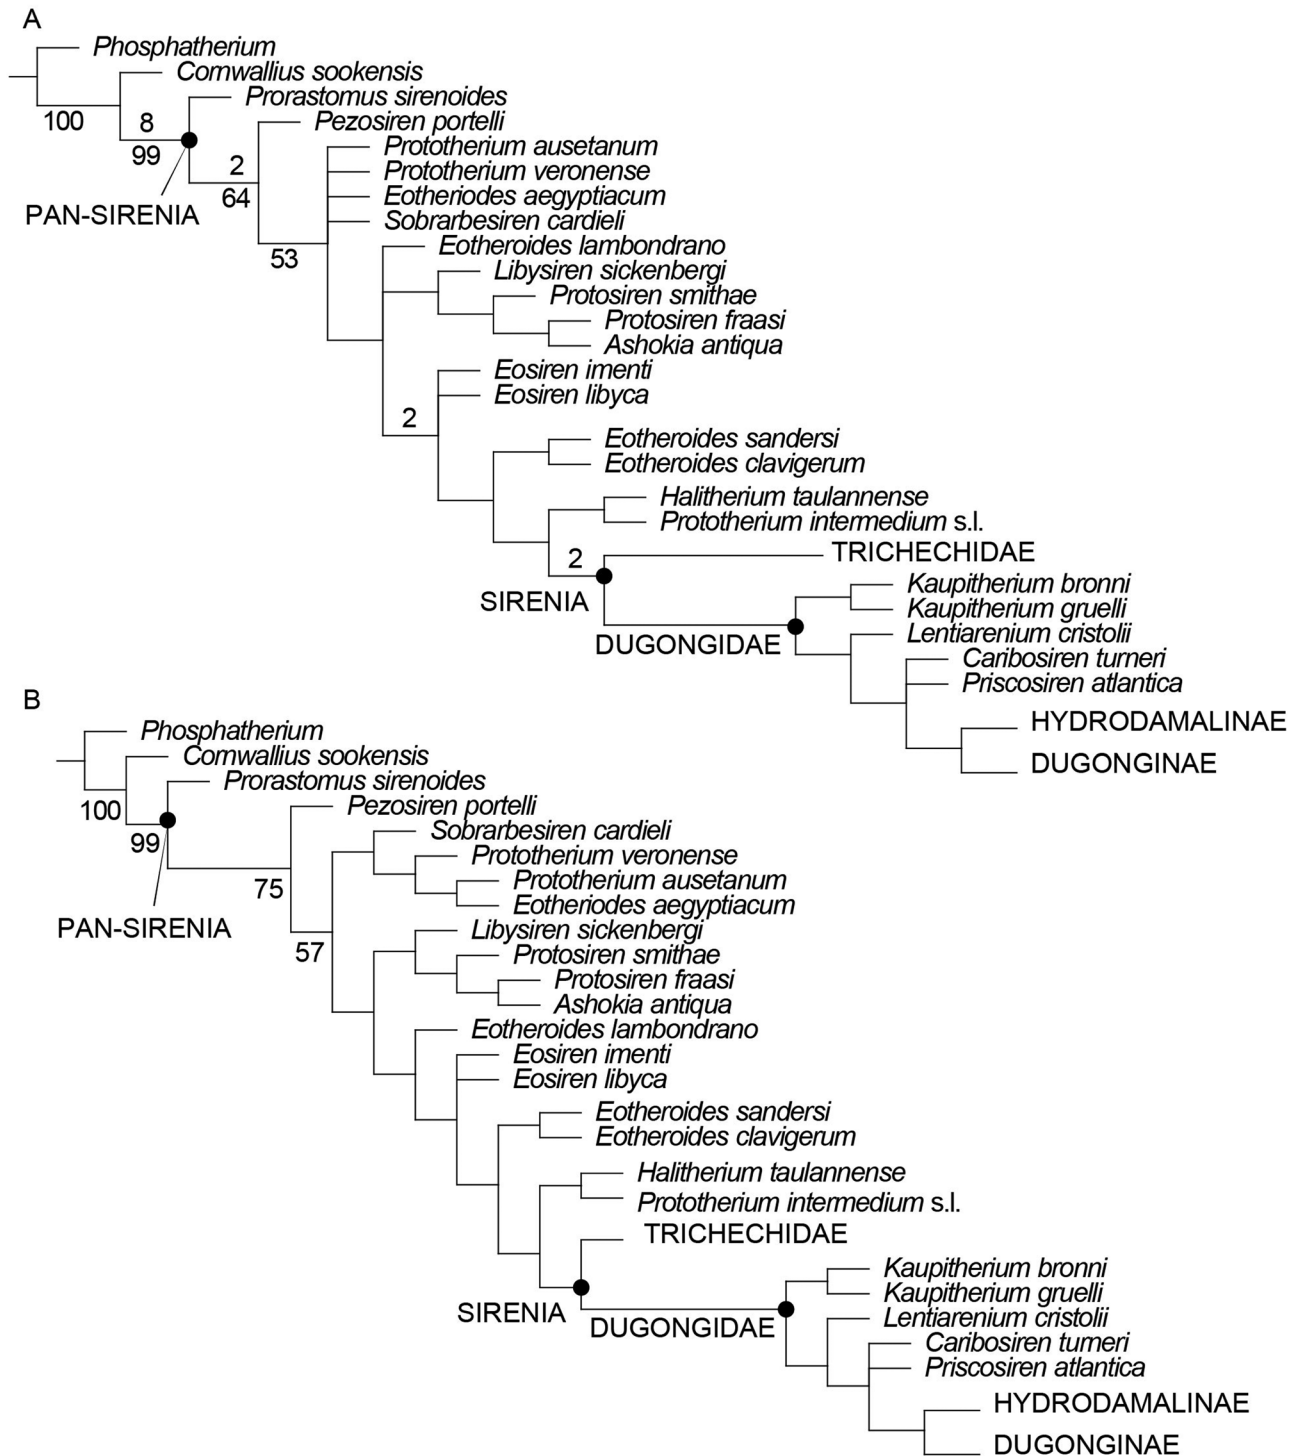 A
Phosphatherium
Cornwallius sookensis
Prorastomus sirenoides
100
8
Pezosiren portelli
99
Prototherium ausetanum
2
Prototherium veronense
64
Eotheriodes aegyptiacum
PAN-SIRENIA
Sobrarbesiren cardieli
Eotheroides lambondrano
53
Libysiren sickenbergi
Protosiren smithae
Protosiren fraasi
Ashokia antiqua
Eosiren imenti
Eosiren libyca
2
Eotheroides sandersi
Eotheroides clavigerum
Halitherium taulannense
Prototherium intermedium s.l.
TRICHECHIDAE
2
Kaupitherium bronni
SIRENIA
Kaupitherium gruelli
Lentiarenium cristolii
DUGONGIDAE
Caribosiren turneri
Priscosiren atlantica
HYDRODAMALINAE
DUGONGINAE
B
Phosphatherium
Cornwallius sookensis
Prorastomus sirenoides
100
Pezosiren portelli
Sobrarbesiren cardieli
99
Prototherium veronense
Prototherium ausetanum
75
Eotheriodes aegyptiacum
PAN-SIRENIA
Libysiren sickenbergi
57
Protosiren smithae
Protosiren fraasi
Ashokia antiqua
Eotheroides lambondrano
Eosiren imenti
Eosiren libyca
Eotheroides sandersi
Eotheroides clavigerum
Halitherium taulannense
Prototherium intermedium s.l.
TRICHECHIDAE
Kaupitherium bronni
Kaupitherium gruelli
SIRENIA
Lentiarenium cristolii
DUGONGIDAE
Caribosiren turneri
Priscosiren atlantica
HYDRODAMALINAE
DUGONGINAE